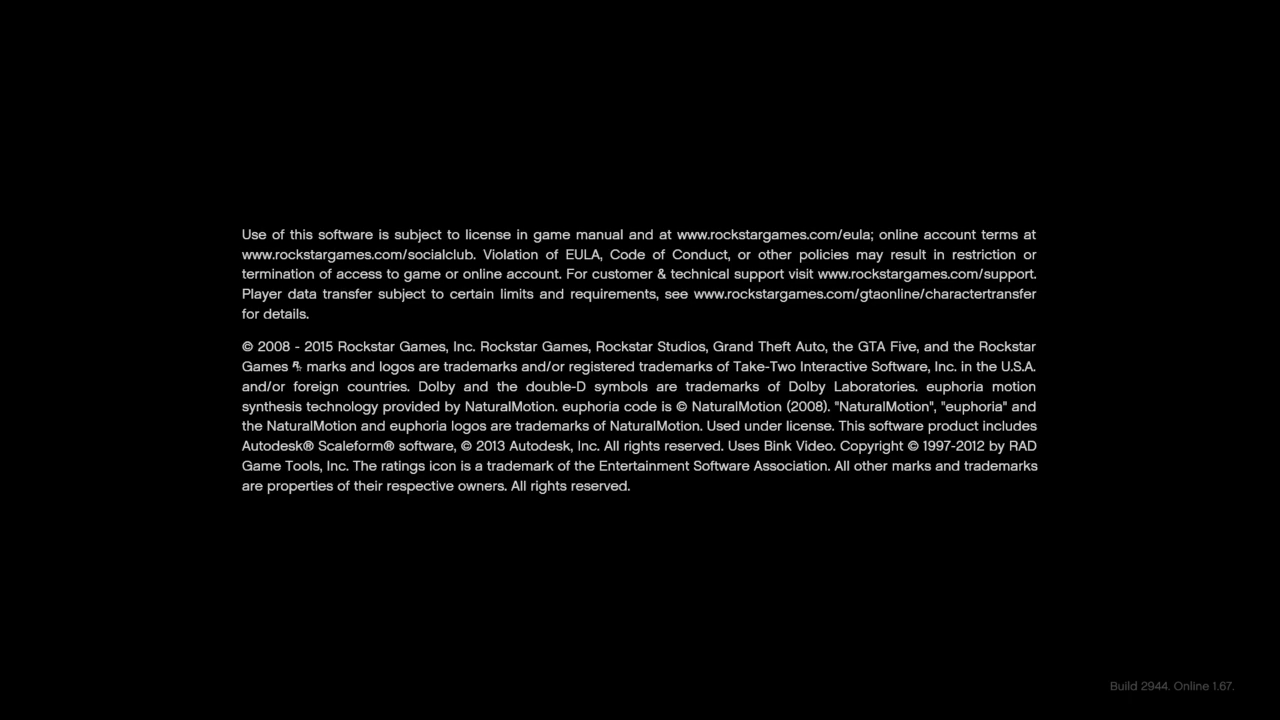 Use of this software is subject to license in game manual and at www.rockstargames.com/eula; online account terms at
www.rockstargames.com/socialclub. Violation of EULA, Code of Conduct, or other policies may result in restriction or
termination of access to game or online account. For customer & technical support visit www.rockstargames.com/support.
Player data transfer subject to certain limits and requirements, see www.rockstargames.com/gtaonline/charactertransfer
for details.
© 2008 - 2015 Rockstar Games, Inc. Rockstar Games, Rockstar Studios, Grand Theft Auto, the GTA Five, and the Rockstar
Games R* marks and logos are trademarks and/or registered trademarks of Take-Two Interactive Software, Inc. in the U.S.A.
and/or foreign countries. Dolby and the double-D symbols are trademarks of Dolby Laboratories. euphoria motion
synthesis technology provided by NaturalMotion. euphoria code is © NaturalMotion (2008). "NaturalMotion", "euphoria" and
the NaturalMotion and euphoria logos are trademarks of NaturalMotion. Used under license. This software product includes
Autodesk® Scaleform® software, © 2013 Autodesk, Inc. All rights reserved. Uses Bink Video. Copyright © 1997-2012 by RAD
Game Tools, Inc. The ratings icon is a trademark of the Entertainment Software Association. All other marks and trademarks
are properties of their respective owners. All rights reserved.
Build 2944. Online 1.67.